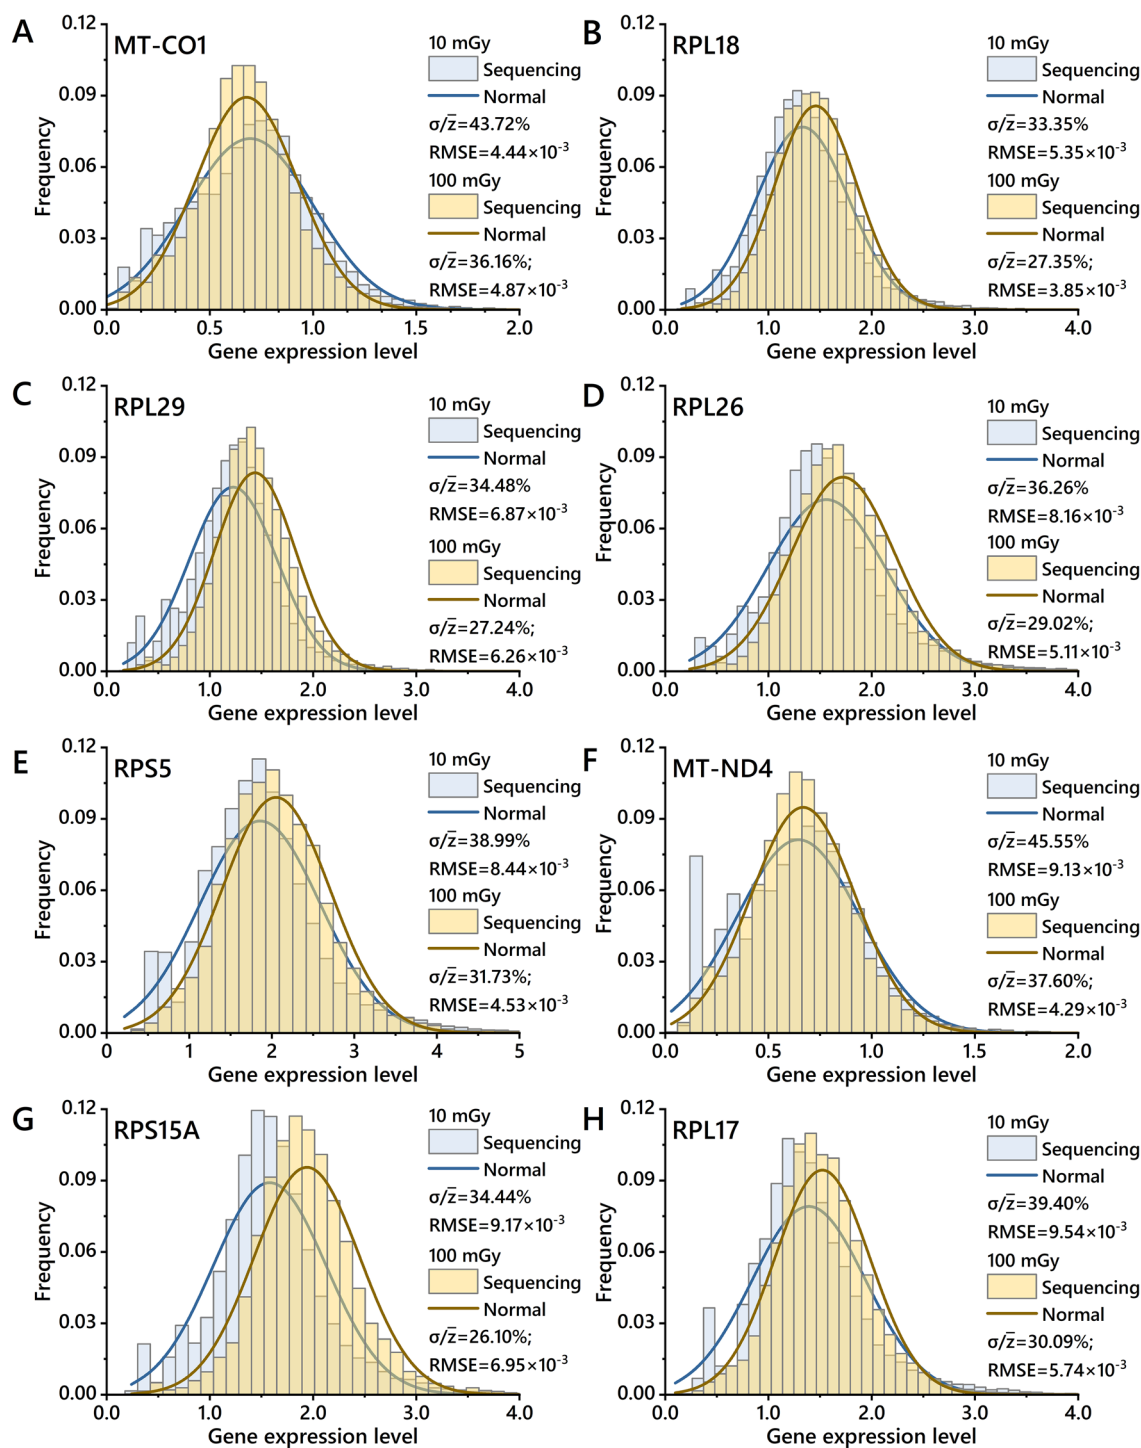 A
MT-CO1
0.12
0.09
0.06
0.03
0.00
Frequency
0.0
0.5
1.0
1.5
2.0
Gene expression level
10 mGy
Sequencing
Normal
σ/z̅=43.72%
RMSE=4.44×10⁻³
100 mGy
Sequencing
Normal
σ/z̅=36.16%;
RMSE=4.87×10⁻³
B
RPL18
0.12
0.09
0.06
0.03
0.00
Frequency
0.0
1.0
2.0
3.0
4.0
Gene expression level
10 mGy
Sequencing
Normal
σ/z̅=33.35%
RMSE=5.35×10⁻³
100 mGy
Sequencing
Normal
σ/z̅=27.35%;
RMSE=3.85×10⁻³
C
RPL29
0.12
0.09
0.06
0.03
0.00
Frequency
0.0
1.0
2.0
3.0
4.0
Gene expression level
10 mGy
Sequencing
Normal
σ/z̅=34.48%
RMSE=6.87×10⁻³
100 mGy
Sequencing
Normal
σ/z̅=27.24%;
RMSE=6.26×10⁻³
D
RPL26
0.12
0.09
0.06
0.03
0.00
Frequency
0.0
1.0
2.0
3.0
4.0
Gene expression level
10 mGy
Sequencing
Normal
σ/z̅=36.26%
RMSE=8.16×10⁻³
100 mGy
Sequencing
Normal
σ/z̅=29.02%;
RMSE=5.11×10⁻³
E
RPS5
0.12
0.09
0.06
0.03
0.00
Frequency
0
1
2
3
4
5
Gene expression level
10 mGy
Sequencing
Normal
σ/z̅=38.99%
RMSE=8.44×10⁻³
100 mGy
Sequencing
Normal
σ/z̅=31.73%;
RMSE=4.53×10⁻³
F
MT-ND4
0.12
0.09
0.06
0.03
0.00
Frequency
0.0
0.5
1.0
1.5
2.0
Gene expression level
10 mGy
Sequencing
Normal
σ/z̅=45.55%
RMSE=9.13×10⁻³
100 mGy
Sequencing
Normal
σ/z̅=37.60%;
RMSE=4.29×10⁻³
G
RPS15A
0.12
0.09
0.06
0.03
0.00
Frequency
0.0
1.0
2.0
3.0
4.0
Gene expression level
10 mGy
Sequencing
Normal
σ/z̅=34.44%
RMSE=9.17×10⁻³
100 mGy
Sequencing
Normal
σ/z̅=26.10%;
RMSE=6.95×10⁻³
H
RPL17
0.12
0.09
0.06
0.03
0.00
Frequency
0.0
1.0
2.0
3.0
4.0
Gene expression level
10 mGy
Sequencing
Normal
σ/z̅=39.40%
RMSE=9.54×10⁻³
100 mGy
Sequencing
Normal
σ/z̅=30.09%;
RMSE=5.74×10⁻³